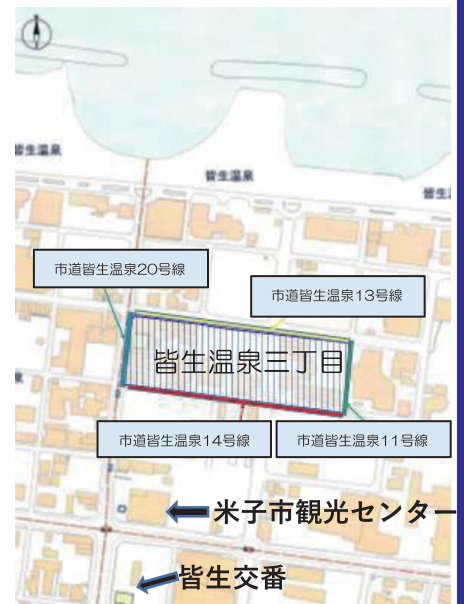 皆生温泉
皆生温泉
皆生
市道皆生温泉20号線
市道皆生温泉13号線
皆生温泉三丁目
市道皆生温泉14号線
市道皆生温泉11号線
米子市観光センター
皆生交番